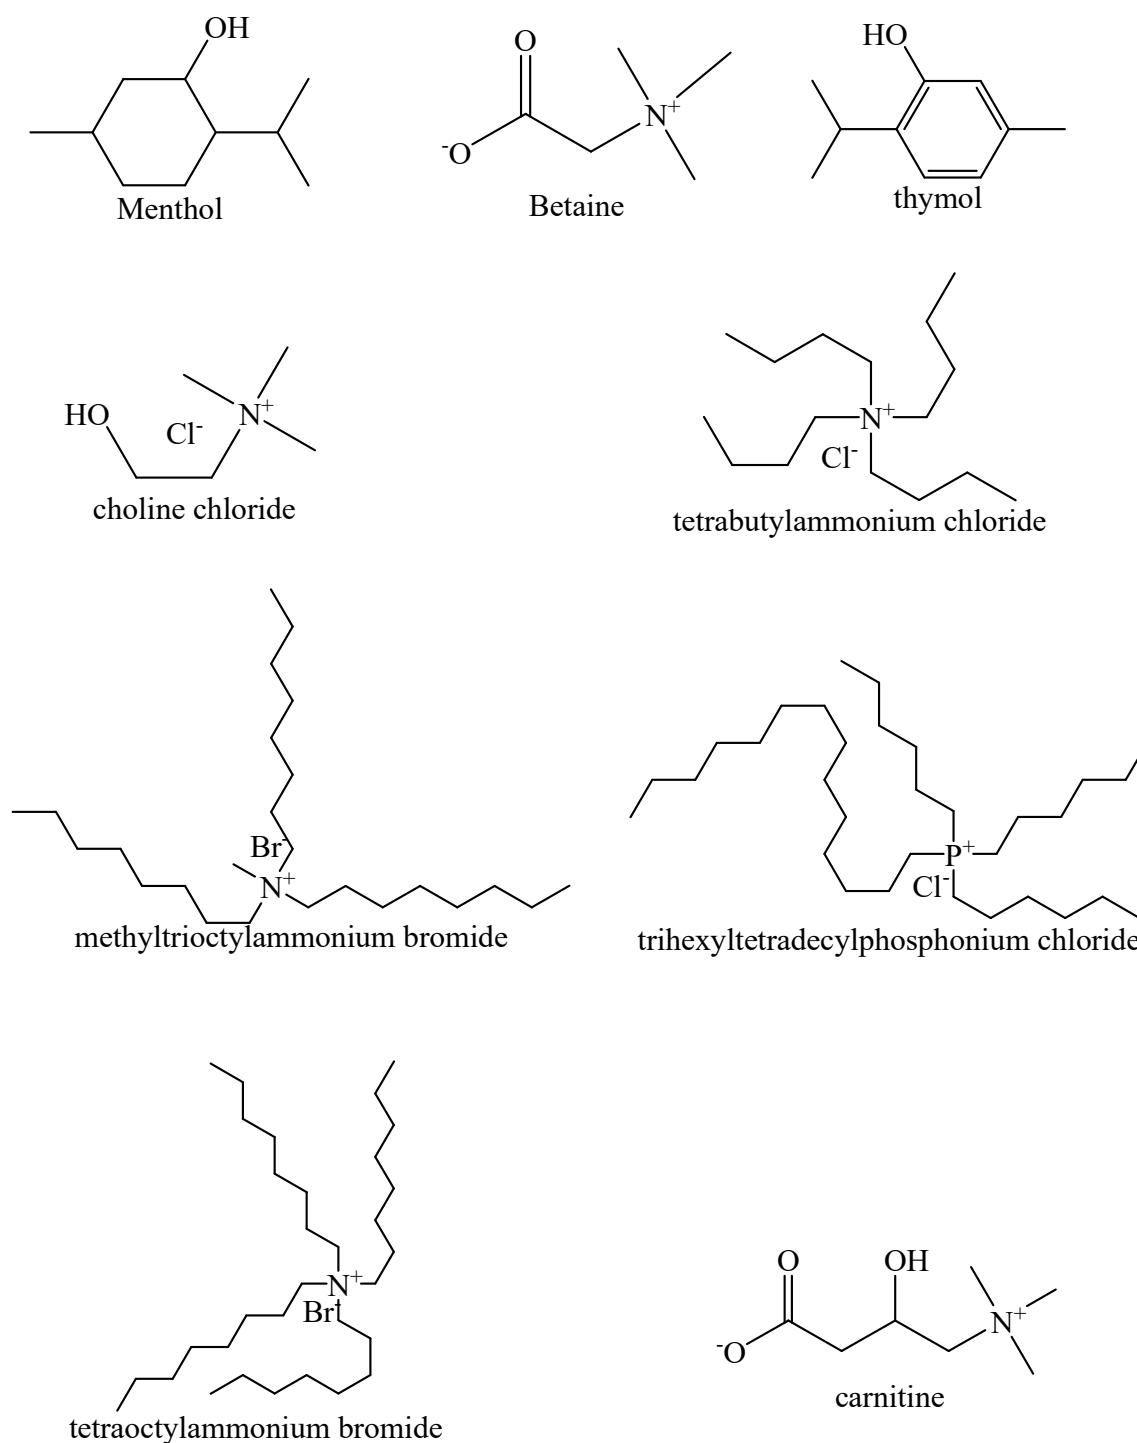 OH
O
HO
N+
-O
Menthol
Betaine
thymol
HO
N+
Cl-
N+
Cl-
choline chloride
tetrabutylammonium chloride
Br-
N+
P+
Cl-
methyltrioctylammonium bromide
trihexyltetradecylphosphonium chloride
N+
Br-
O
OH
N+
-O
carnitine
tetraoctylammonium bromide